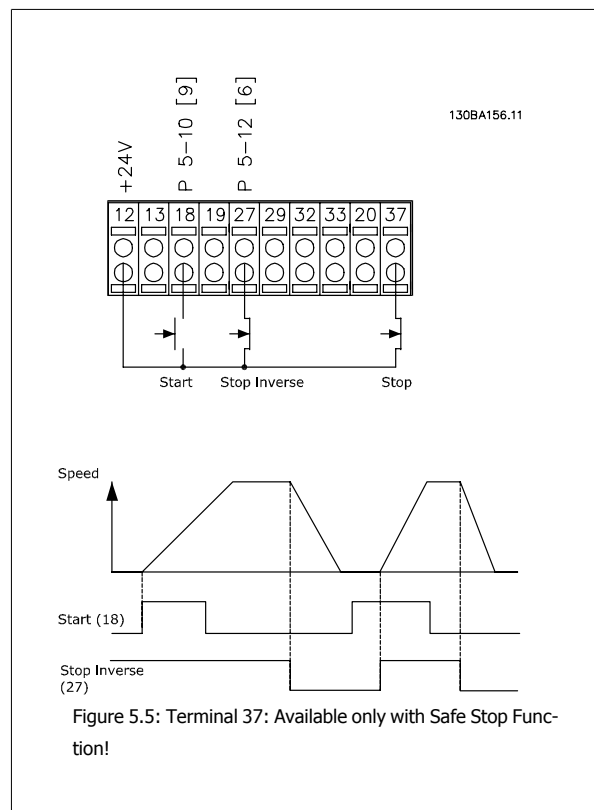 130BA156.11
+24V
P 5-10 [9]
P 5-12 [6]
12 13 18 19 27 29 32 33 20 37
Start Stop Inverse Stop
Speed
Start (18)
Stop Inverse
(27)
Figure 5.5: Terminal 37: Available only with Safe Stop Func-
tion!